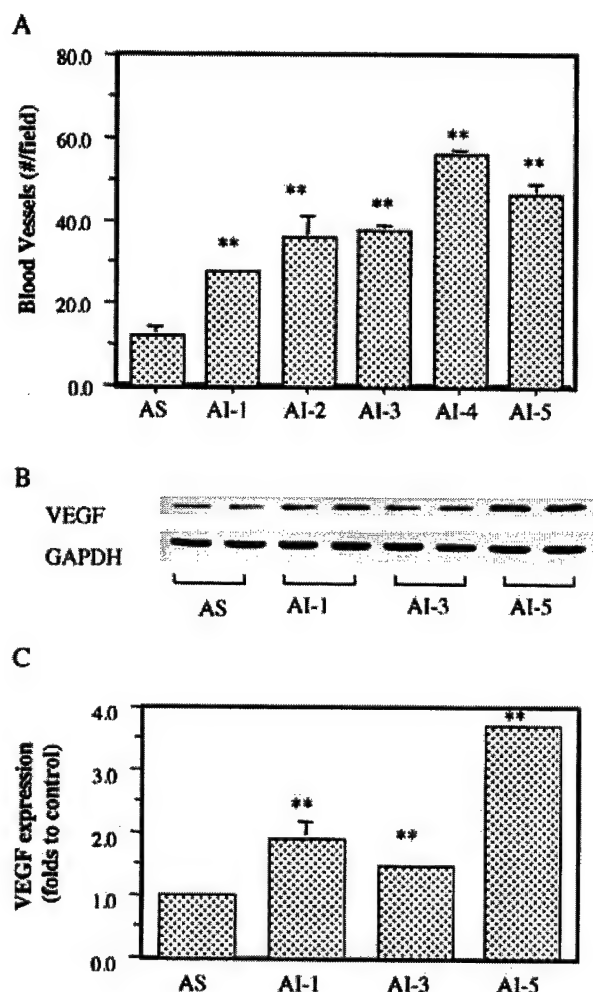 A
Blood Vessels (#/field)
80.0
60.0
40.0
20.0
0.0
**
**
**
**
**
AS AI-1 AI-2 AI-3 AI-4 AI-5
B
VEGF
GAPDH
AS AI-1 AI-3 AI-5
C
VEGF expression
(folds to control)
4.0
3.0
2.0
1.0
0.0
**
**
**
AS AI-1 AI-3 AI-5